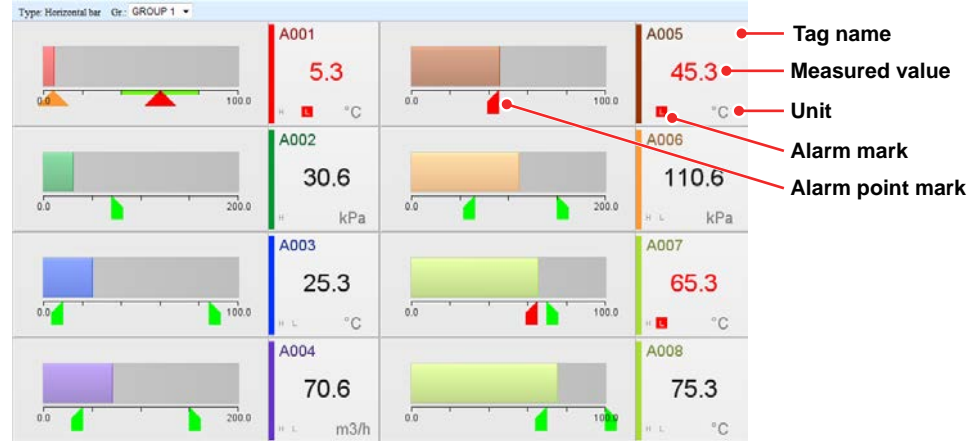 Type: Horizontal bar Gr.: GROUP 1
A001
5.3
H L °C
0.0 100.0
A005
45.3
L °C
0.0 100.0
Tag name
Measured value
Unit
Alarm mark
Alarm point mark
A002
30.6
H kPa
0.0 200.0
A006
110.6
H L kPa
0.0 200.0
A003
25.3
H L °C
0.0 100.0
A007
65.3
H L °C
0.0 100.0
A004
70.6
H L m3/h
0.0 200.0
A008
75.3
H L °C
0.0 100.0